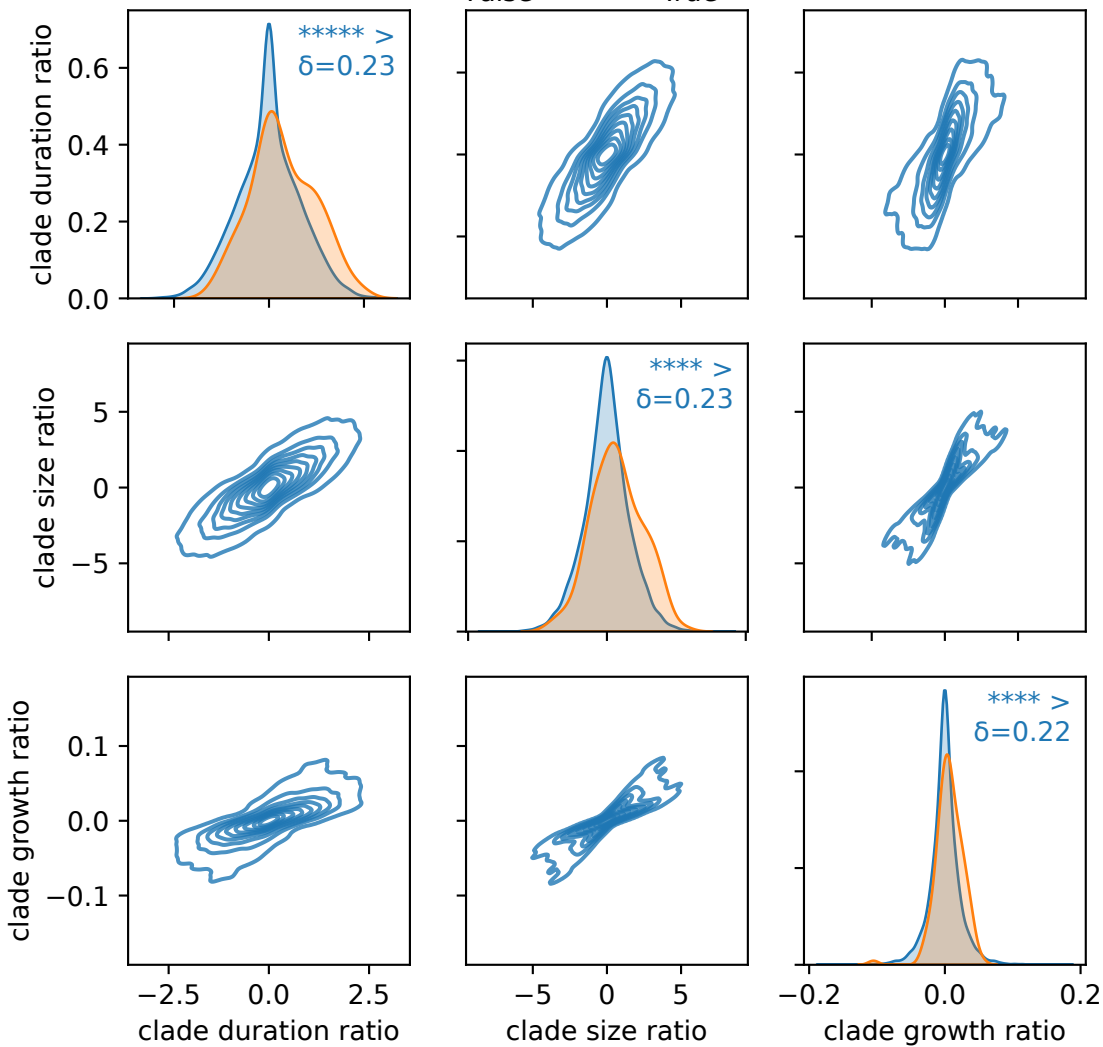 clade duration ratio
0.6
0.4
0.2
0.0
***** >
δ=0.23
clade size ratio
5
0
−5
**** >
δ=0.23
clade growth ratio
0.1
0.0
−0.1
**** >
δ=0.22
−2.5 0.0 2.5
−5 0 5
−0.2 0.0 0.2
clade duration ratio
clade size ratio
clade growth ratio